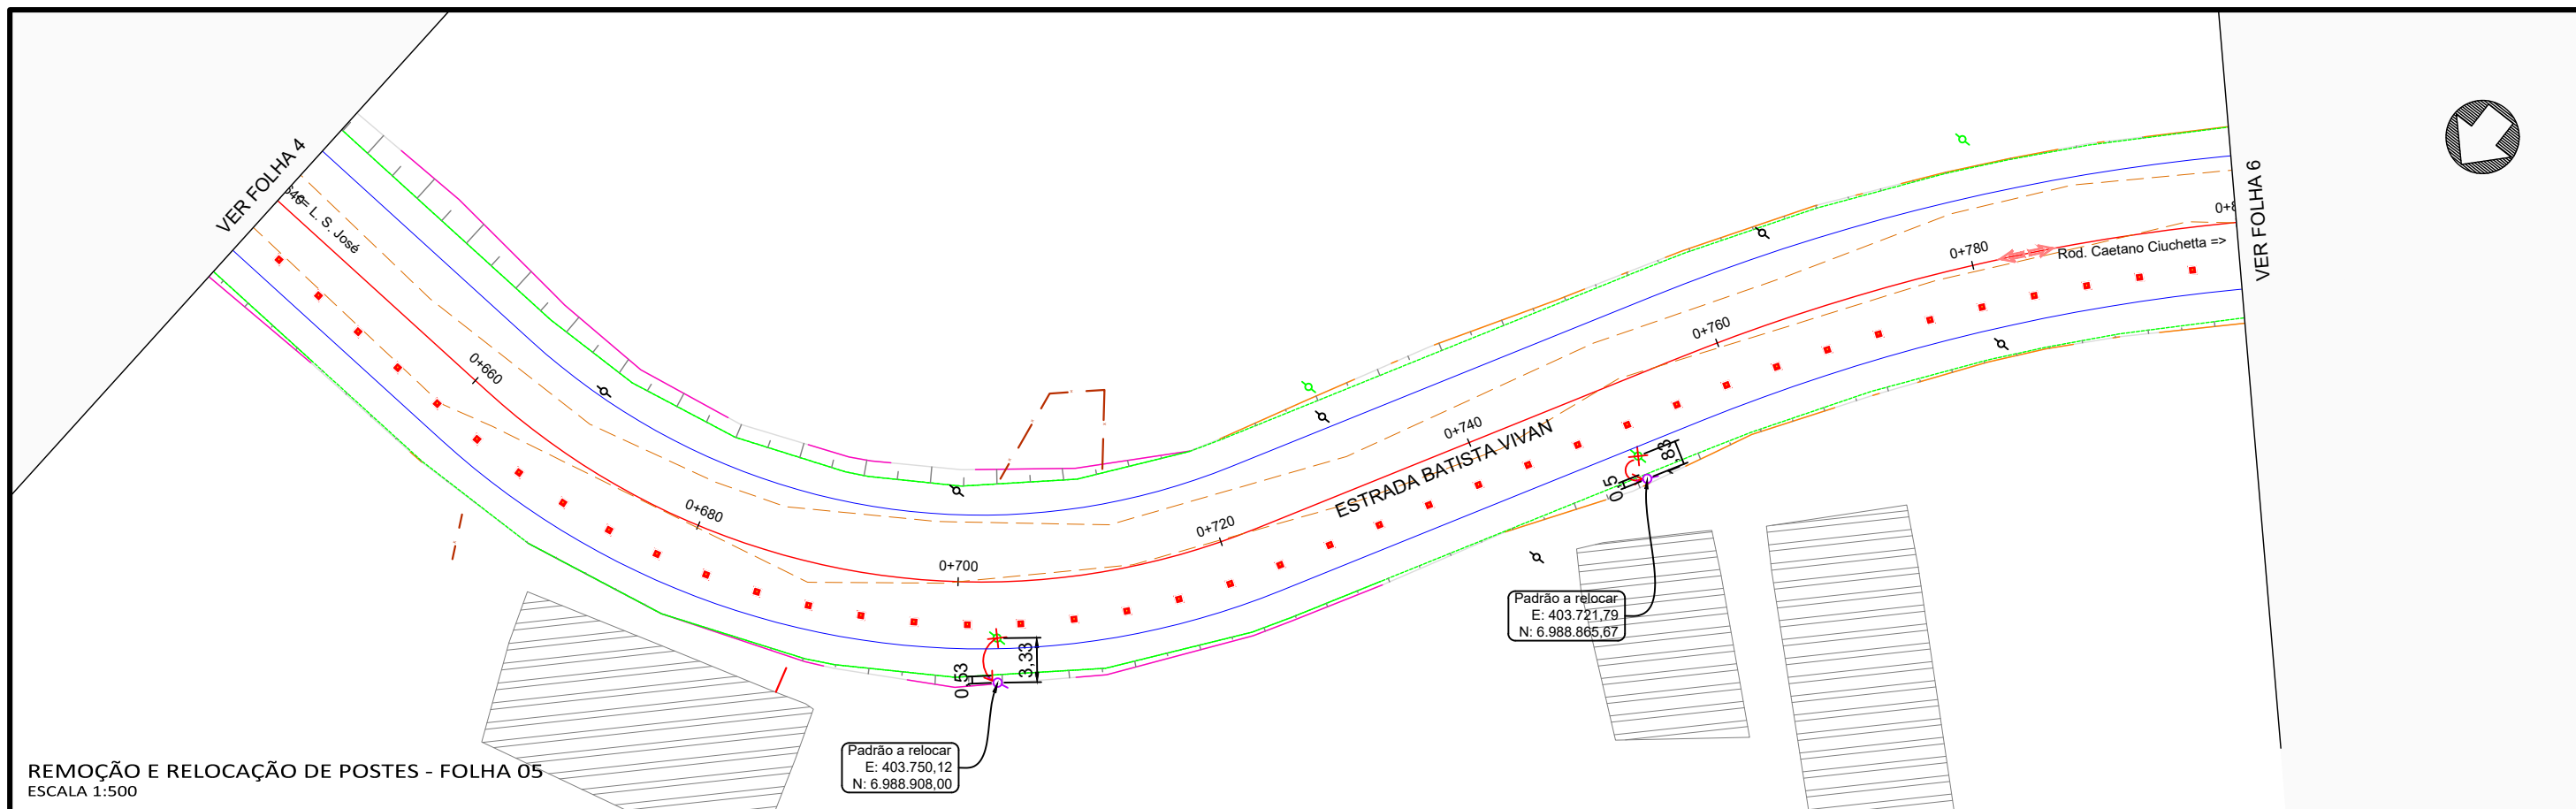 VER FOLHA 4
<= L. S. José
0+660
0+680
0+700
0+720
0+740
0+760
0+780
ESTRADA BATISTA VIVAN
Rod. Caetano Ciuchetta =>
VER FOLHA 6
0,53
3,33
0,5
1,83
Padrão a relocar
E: 403.750,12
N: 6.988.908,00
Padrão a relocar
E: 403.721,79
N: 6.988.865,67
REMOÇÃO E RELOCAÇÃO DE POSTES - FOLHA 05
ESCALA 1:500